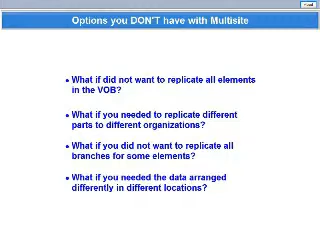 Options you DON'T have with Multisite
• What if did not want to replicate all elements
in the VOB?
• What if you needed to replicate different
parts to different organizations?
• What if you did not want to replicate all
branches for some elements?
• What if you needed the data arranged
differently in different locations?